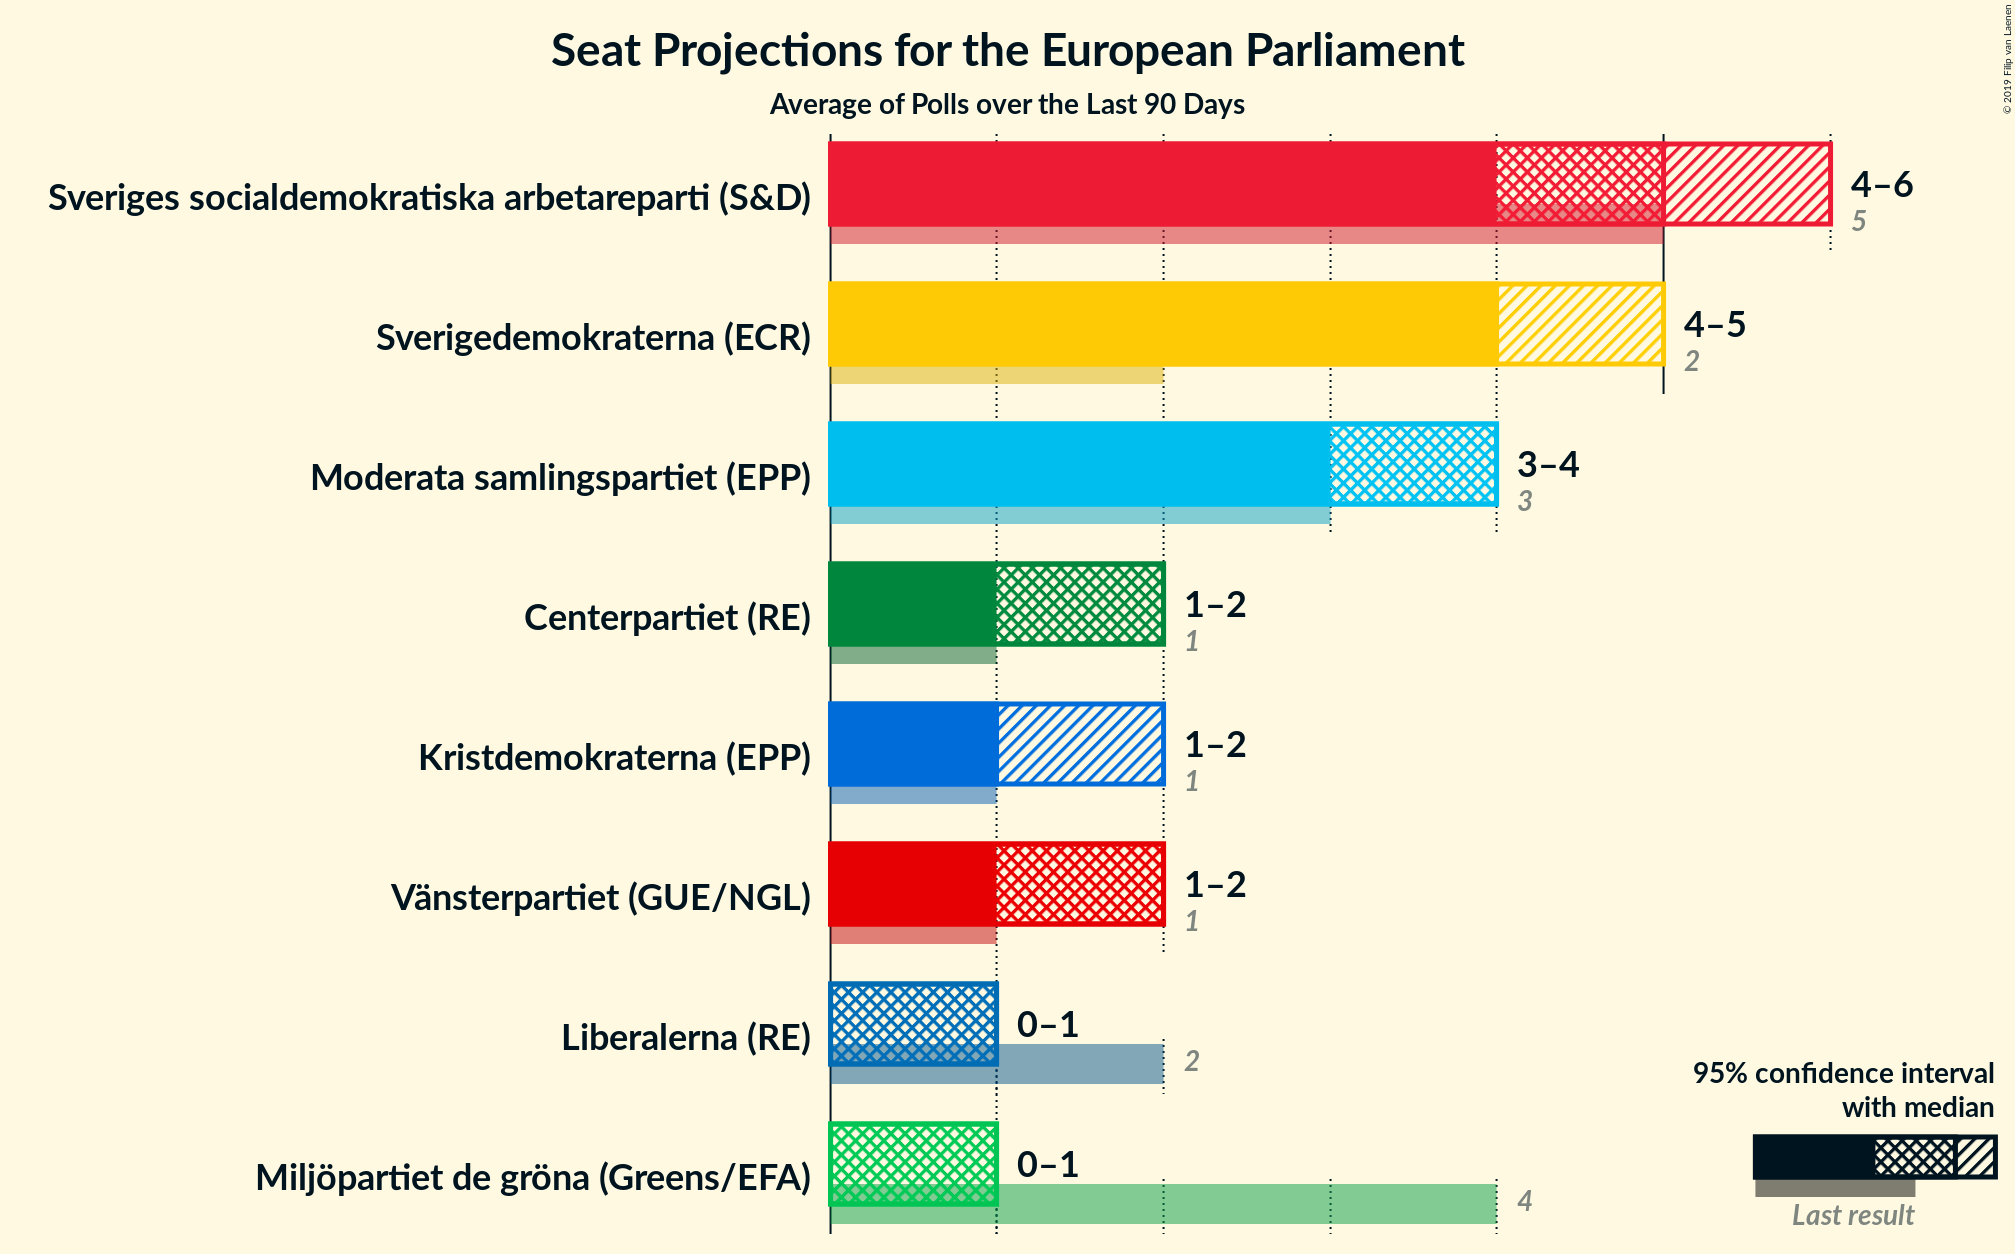 Seat Projections for the European Parliament
Average of Polls over the Last 90 Days
© 2019 Filip van Laenen
Sveriges socialdemokratiska arbetareparti (S&D)
4–6
5
Sverigedemokraterna (ECR)
4–5
2
Moderata samlingspartiet (EPP)
3–4
3
Centerpartiet (RE)
1–2
1
Kristdemokraterna (EPP)
1–2
1
Vänsterpartiet (GUE/NGL)
1–2
1
Liberalerna (RE)
0–1
2
Miljöpartiet de gröna (Greens/EFA)
0–1
4
95% confidence interval
with median
Last result